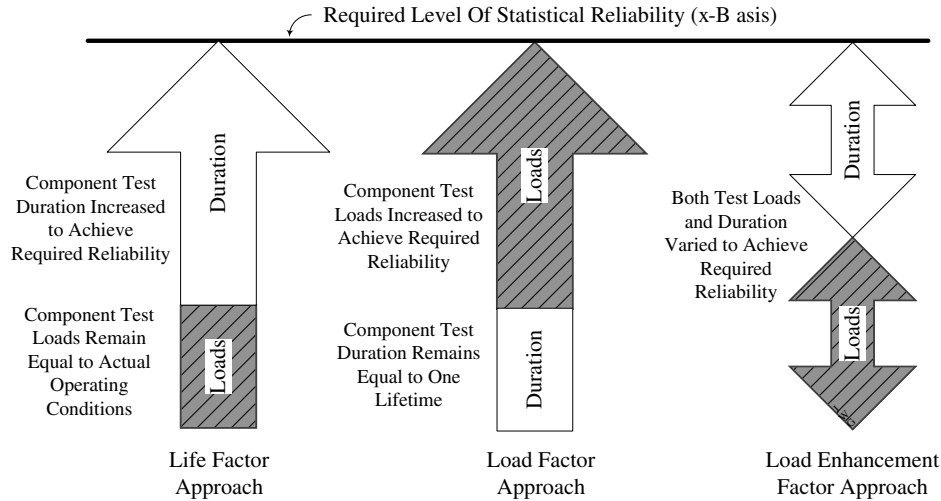 Required Level Of Statistical Reliability (x-B asis)
Duration
Component Test
Duration Increased
to Achieve
Required Reliability
Component Test
Loads Remain
Equal to Actual
Operating
Conditions
Loads
Life Factor
Approach
Loads
Component Test
Loads Increased to
Achieve Required
Reliability
Component Test
Duration Remains
Equal to One
Lifetime
Duration
Load Factor
Approach
Duration
Both Test Loads
and Duration
Varied to Achieve
Required
Reliability
Loads
Load Enhancement
Factor Approach